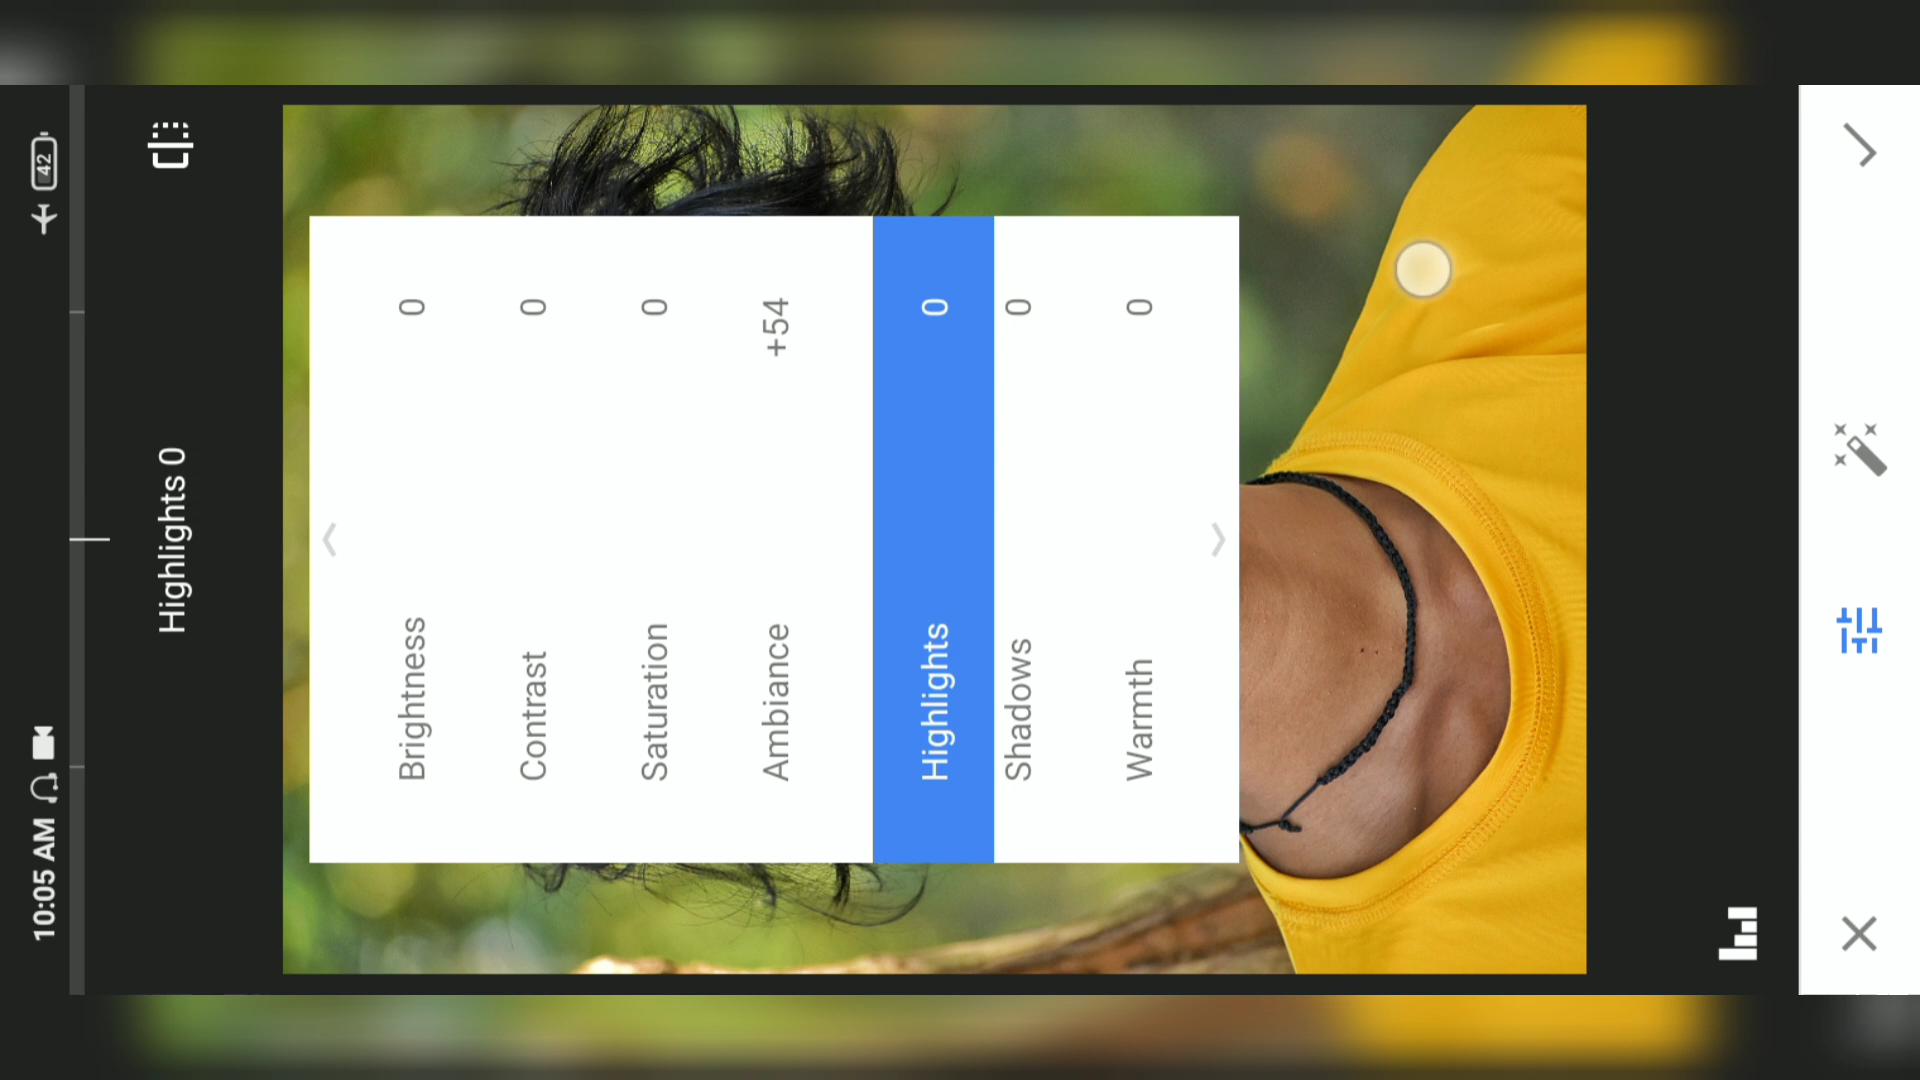 10:05 AM
42
Highlights 0
Brightness 0
Contrast 0
Saturation 0
Ambiance +54
Highlights 0
Shadows 0
Warmth 0